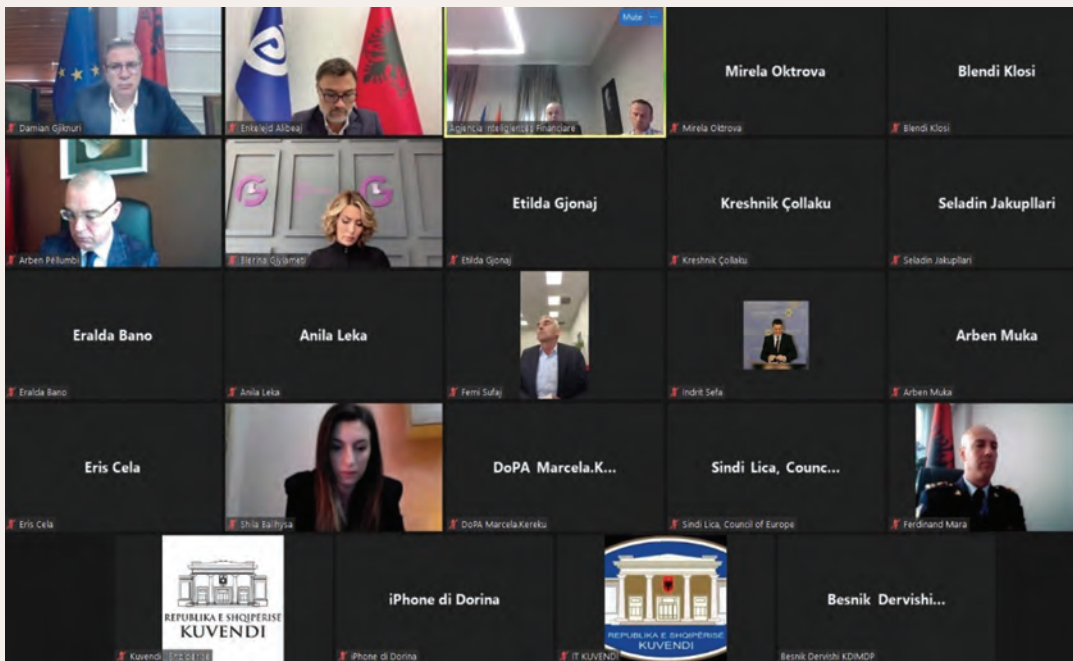 Mute
Damian Gjiknuri
Enkelejd Alibeaj
Agjencia Inteligjences Financiare
Mirela Oktrova
Mirela Oktrova
Blendi Klosi
Blendi Klosi
Arben Pëllumbi
G
G
Blerina Gjylameti
Etilda Gjonaj
Etilda Gjonaj
Kreshnik Çollaku
Kreshnik Çollaku
Seladin Jakupllari
Seladin Jakupllari
Eralda Bano
Eralda Bano
Anila Leka
Anila Leka
Femi Sufaj
Indrit Sefa
Arben Muka
Arben Muka
Eris Cela
Eris Cela
DoPA Marcela.K...
DoPA Marcela.Kereku
Sindi Lica, Counc...
Sindi Lica, Council of Europe
Ferdinand Mara
REPUBLIKA E SHQIPËRISË
KUVENDI
iPhone di Dorina
iPhone di Dorina
REPUBLIKA E SHQIPËRISË
KUVENDI
IT KUVENDI
Besnik Dervishi...
Besnik Dervishi KDIMDP